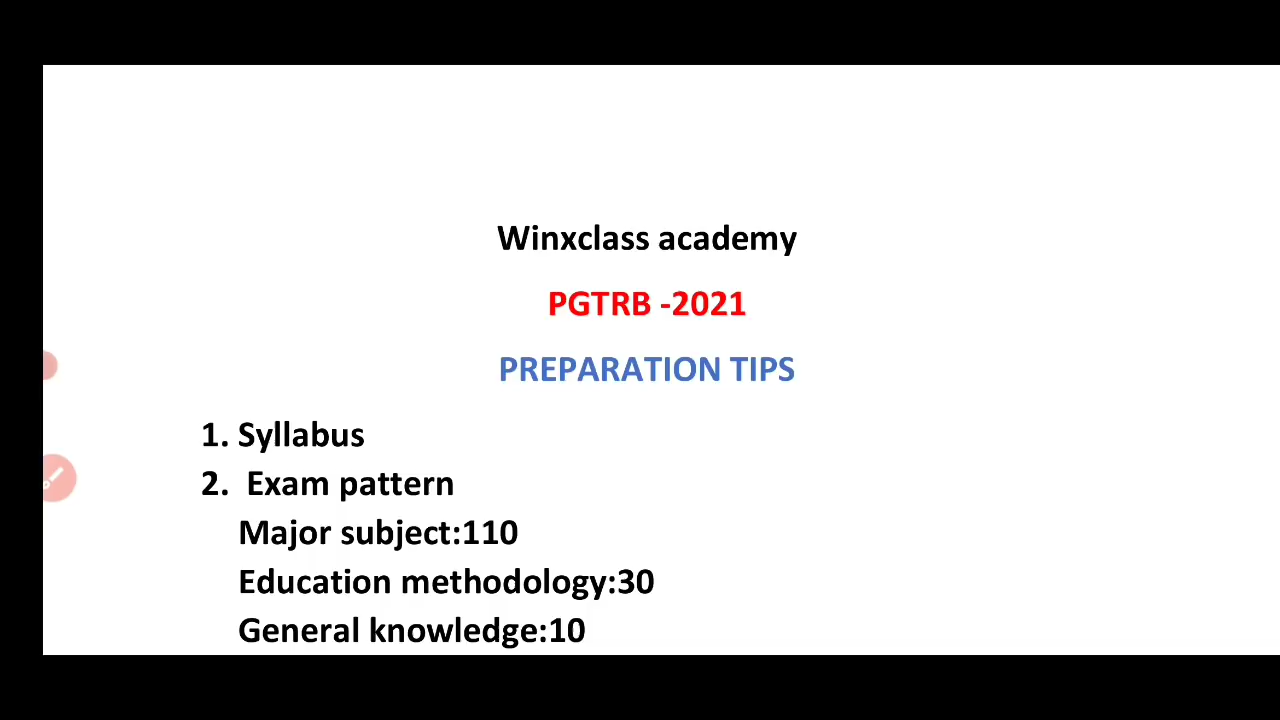 Winxclass academy
PGTRB -2021
PREPARATION TIPS
1. Syllabus
2. Exam pattern
Major subject:110
Education methodology:30
General knowledge:10